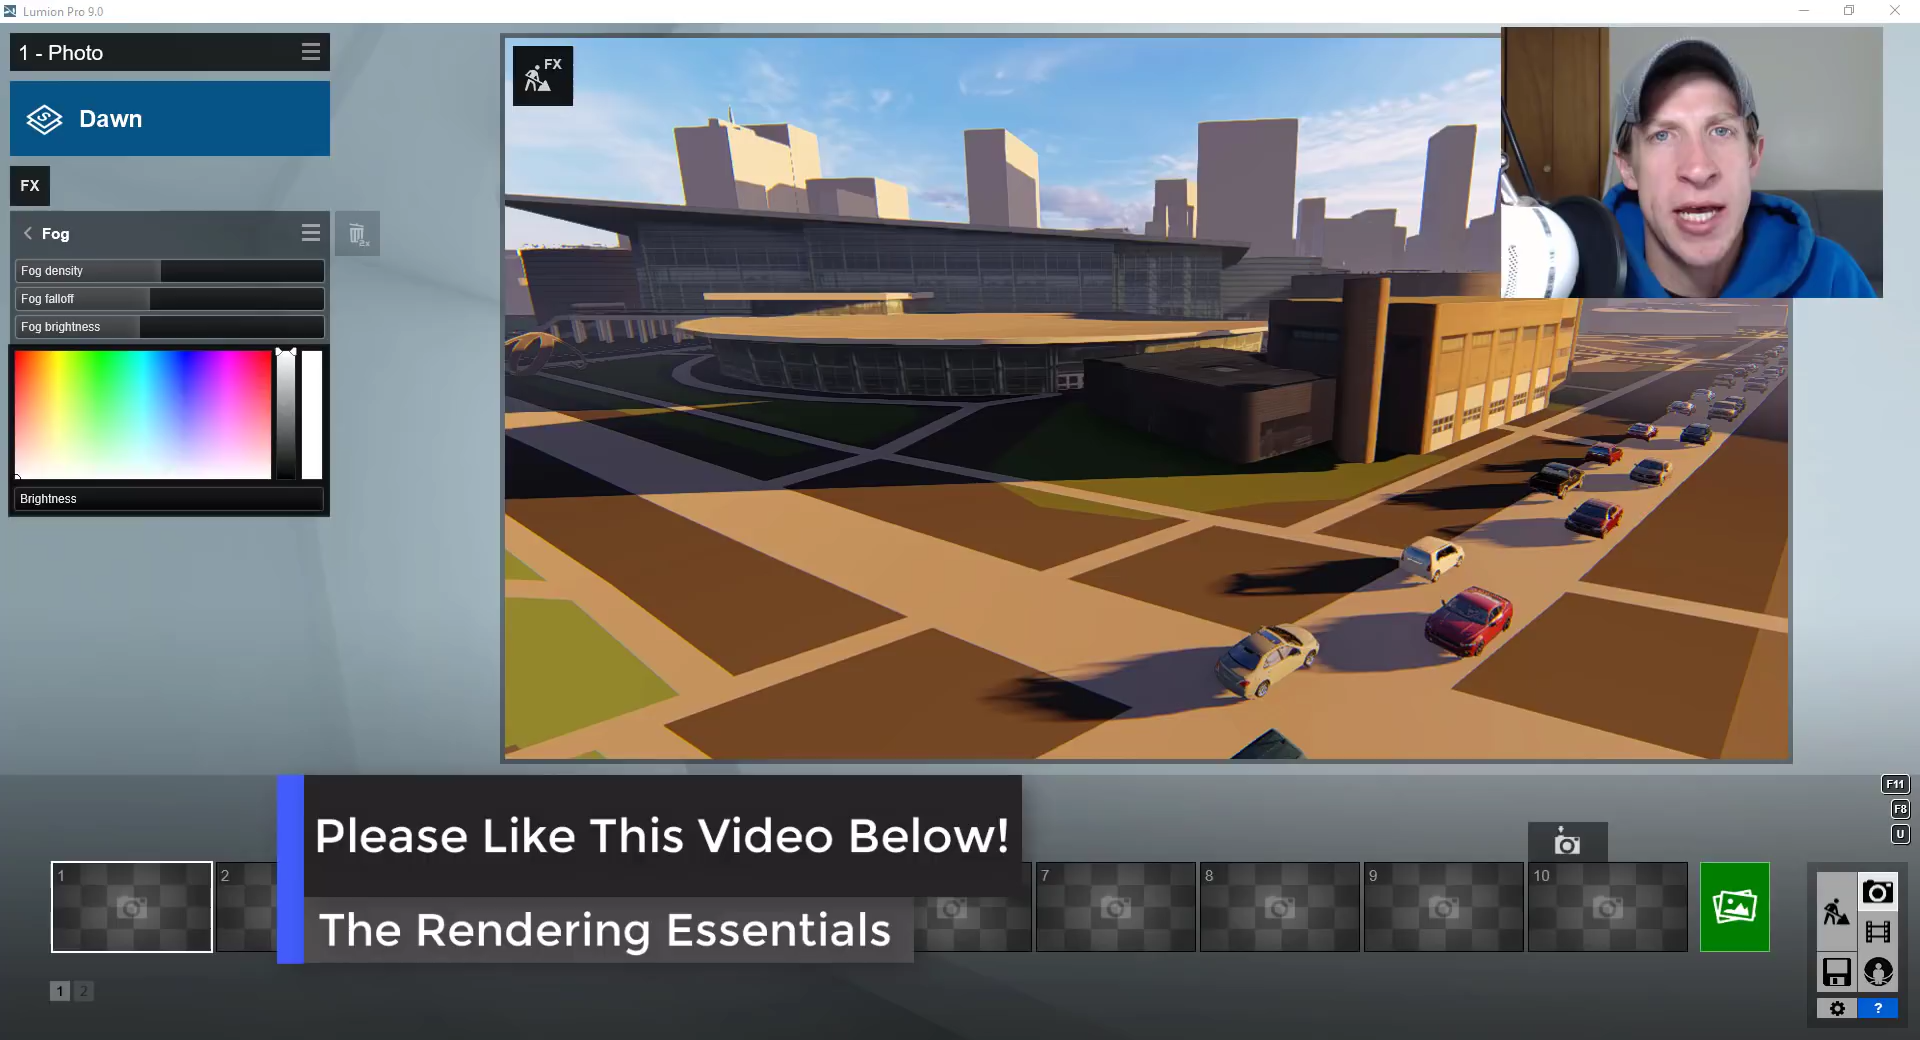 Lumion Pro 9.0
1 - Photo
Dawn
FX
Fog
2x
Fog density
Fog falloff
Fog brightness
Brightness
FX
F11
F8
U
Please Like This Video Below!
The Rendering Essentials
1
2
7
8
9
10
1
2
?